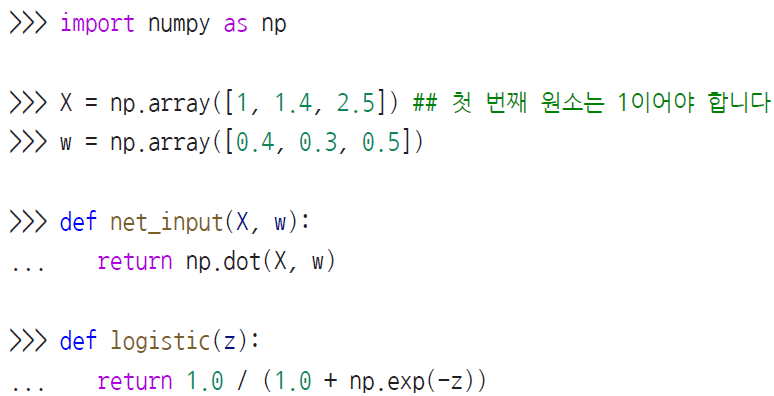 >>> import numpy as np
>>> X = np.array([1, 1.4, 2.5]) ## 첫 번째 원소는 1이어야 합니다
>>> w = np.array([0.4, 0.3, 0.5])
>>> def net_input(X, w):
...    return np.dot(X, w)
>>> def logistic(z):
...    return 1.0 / (1.0 + np.exp(-z))